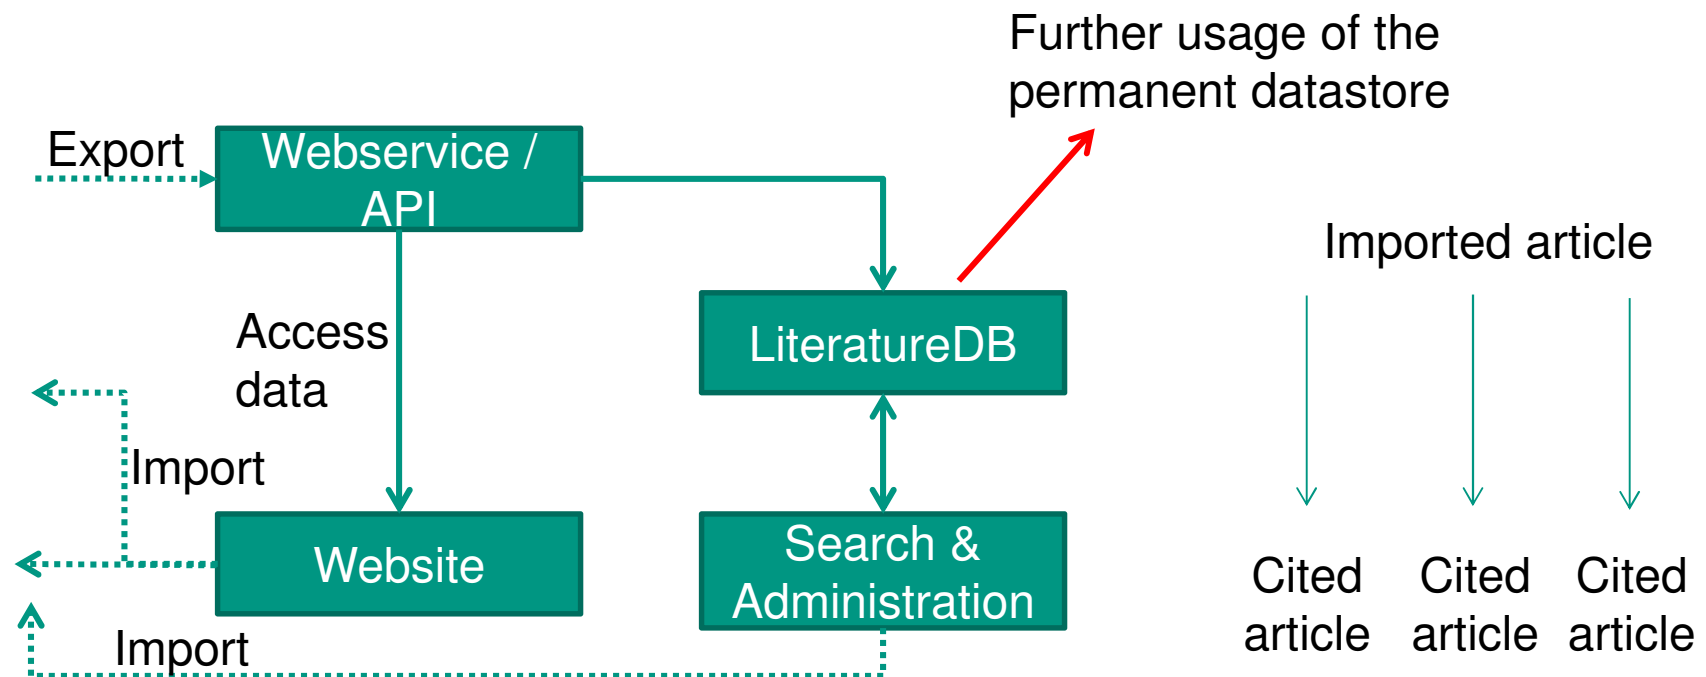 Further usage of the
permanent datastore
Export
Webservice /
API
Imported article
Access
data
LiteratureDB
Import
Website
Search &
Administration
Cited
article
Cited
article
Cited
article
Import